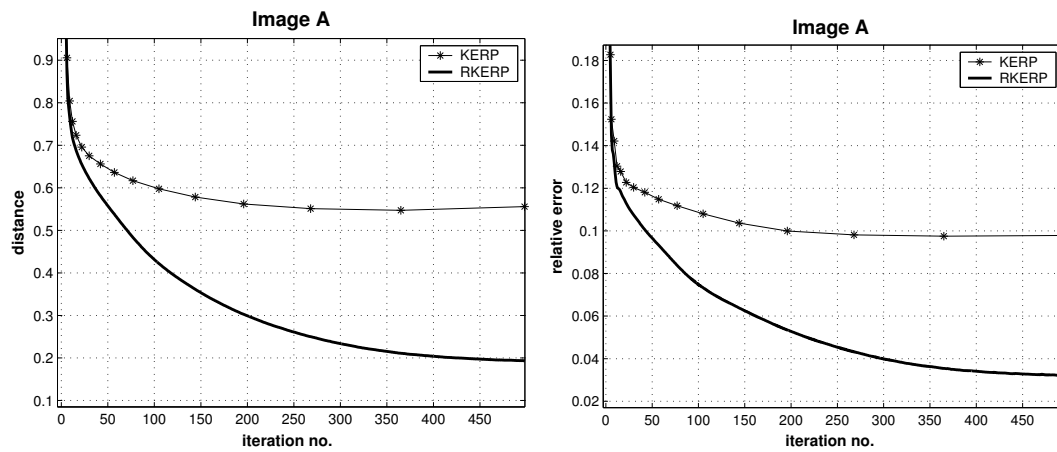 Image A
distance
0.9
0.8
0.7
0.6
0.5
0.4
0.3
0.2
0.1
KERP
RKERP
0 50 100 150 200 250 300 350 400 450
iteration no.
Image A
relative error
0.18
0.16
0.14
0.12
0.1
0.08
0.06
0.04
0.02
KERP
RKERP
0 50 100 150 200 250 300 350 400 450
iteration no.